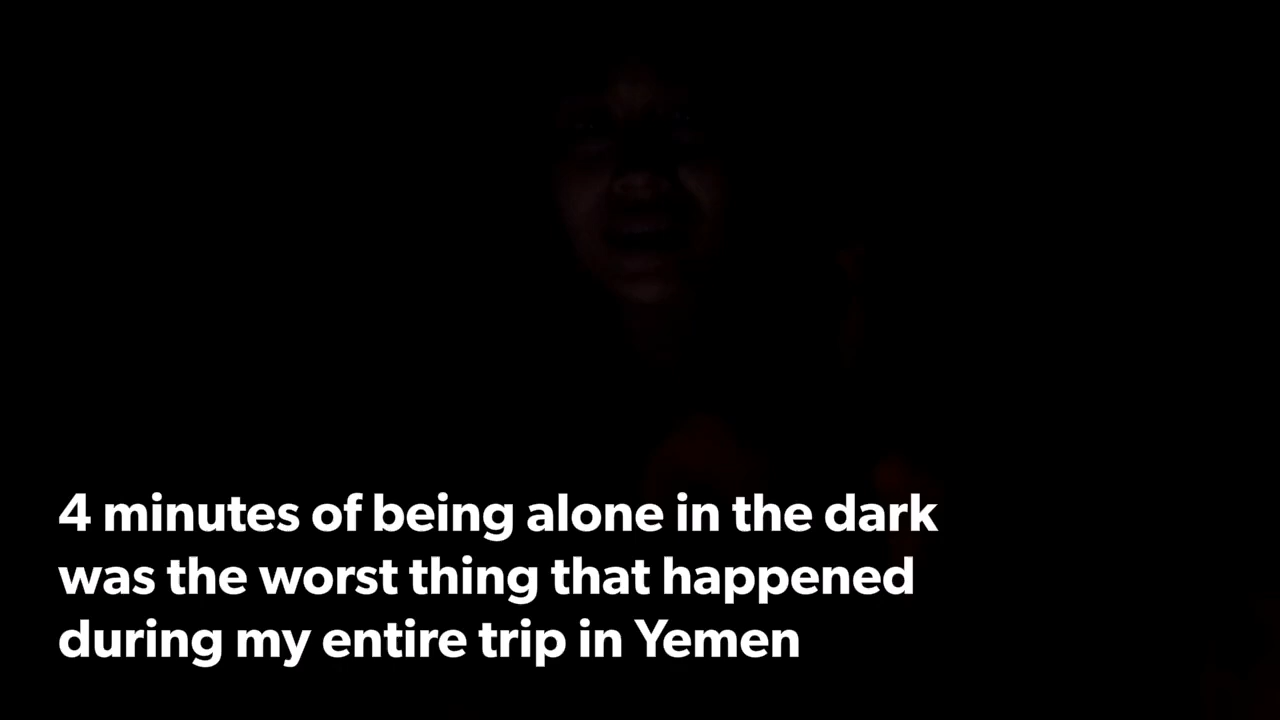 4 minutes of being alone in the dark
was the worst thing that happened
during my entire trip in Yemen